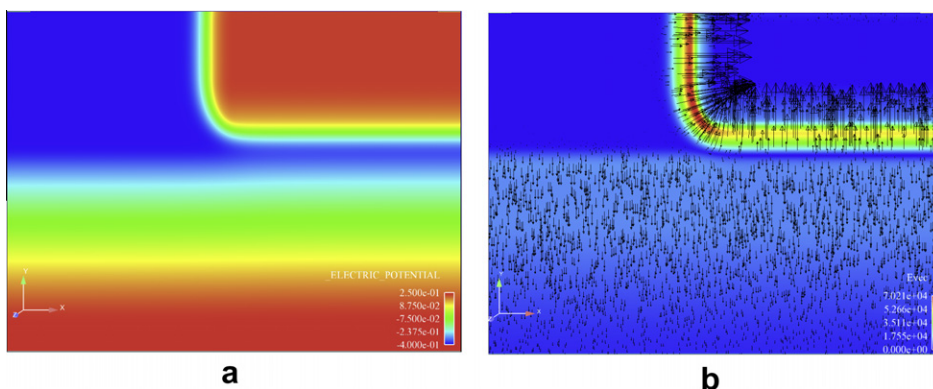 Y
X
Z
_ELECTRIC_POTENTIAL
2.500e-01
8.750e-02
-7.500e-02
-2.375e-01
-4.000e-01
a
X
Z
Evec
7.021e+04
5.266e+04
3.511e+04
1.755e+04
0.000e+00
b